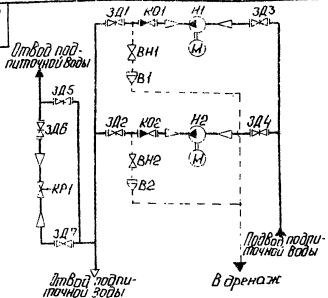 ЗД1
КО1
Н1
ЗД3
М
ВН1
В1
Отвод под-
питочной воды
ЗД5
ЗД6
КР1
ЗД7
ЗД2
КО2
Н2
ЗД4
М
ВН2
В2
Отвод подпи-
точной воды
В дренаж
Подвод подпи-
точной воды